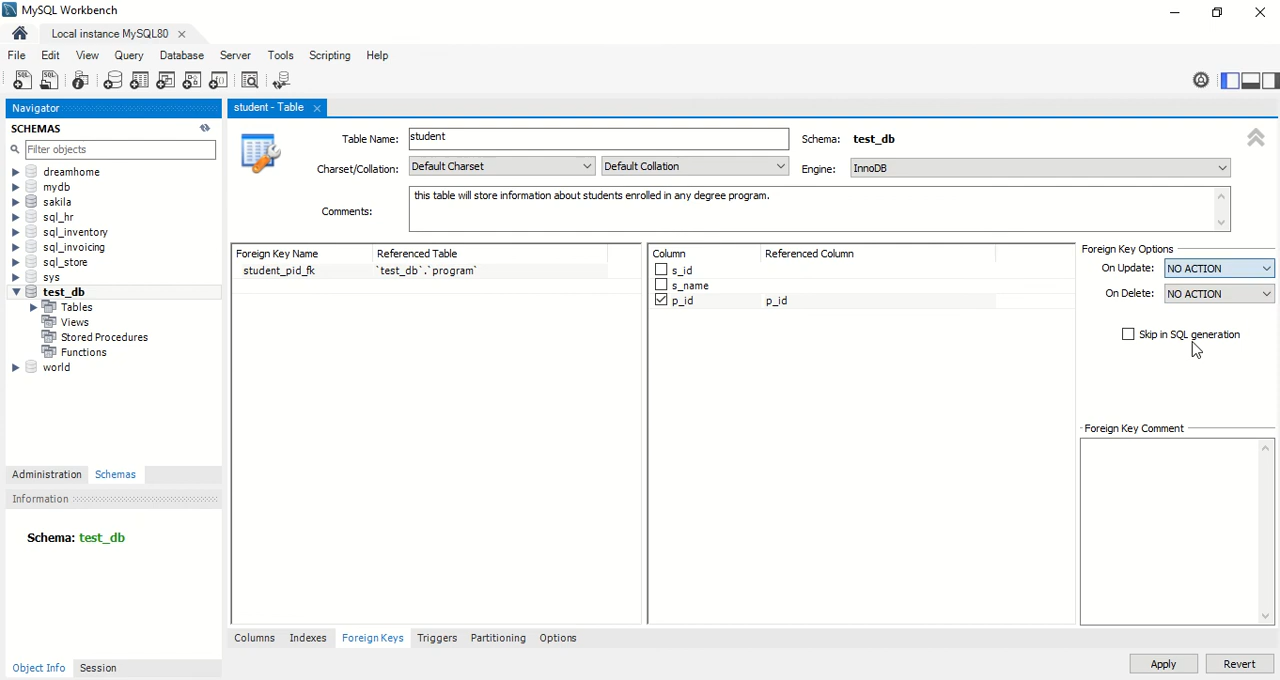 MySQL Workbench
Local instance MySQL80
File Edit View Query Database Server Tools Scripting Help
Navigator
SCHEMAS
Filter objects
dreamhome
mydb
sakila
sql_hr
sql_inventory
sql_invoicing
sql_store
sys
test_db
Tables
Views
Stored Procedures
Functions
world
Administration Schemas
Information
Schema: test_db
Object Info Session
student - Table
Table Name: student Schema: test_db
Charset/Collation: Default Charset Default Collation Engine: InnoDB
Comments: this table will store information about students enrolled in any degree program.
Foreign Key Name Referenced Table
student_pid_fk `test_db`.`program`
Column Referenced Column
s_id
s_name
p_id p_id
Foreign Key Options
On Update: NO ACTION
On Delete: NO ACTION
Skip in SQL generation
Foreign Key Comment
Columns Indexes Foreign Keys Triggers Partitioning Options
Apply Revert